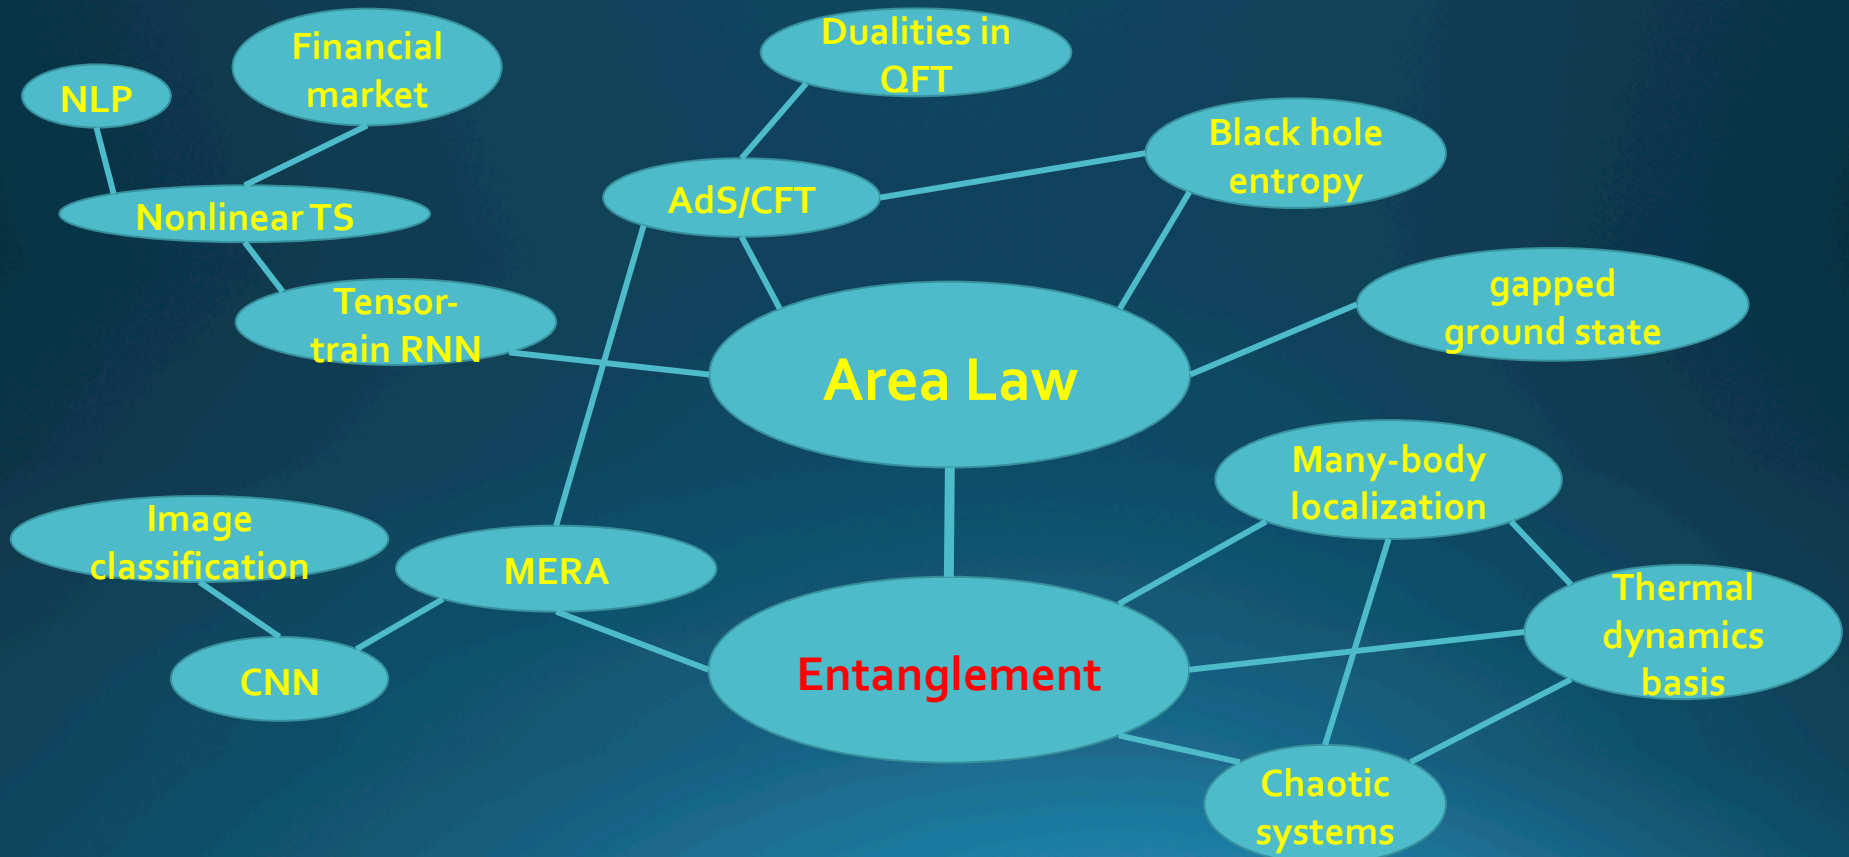 Financial
market
NLP
Nonlinear TS
Tensor-
train RNN
Dualities in
QFT
AdS/CFT
Black hole
entropy
gapped
ground state
Area Law
Many-body
localization
Image
classification
MERA
CNN
Entanglement
Thermal
dynamics
basis
Chaotic
systems